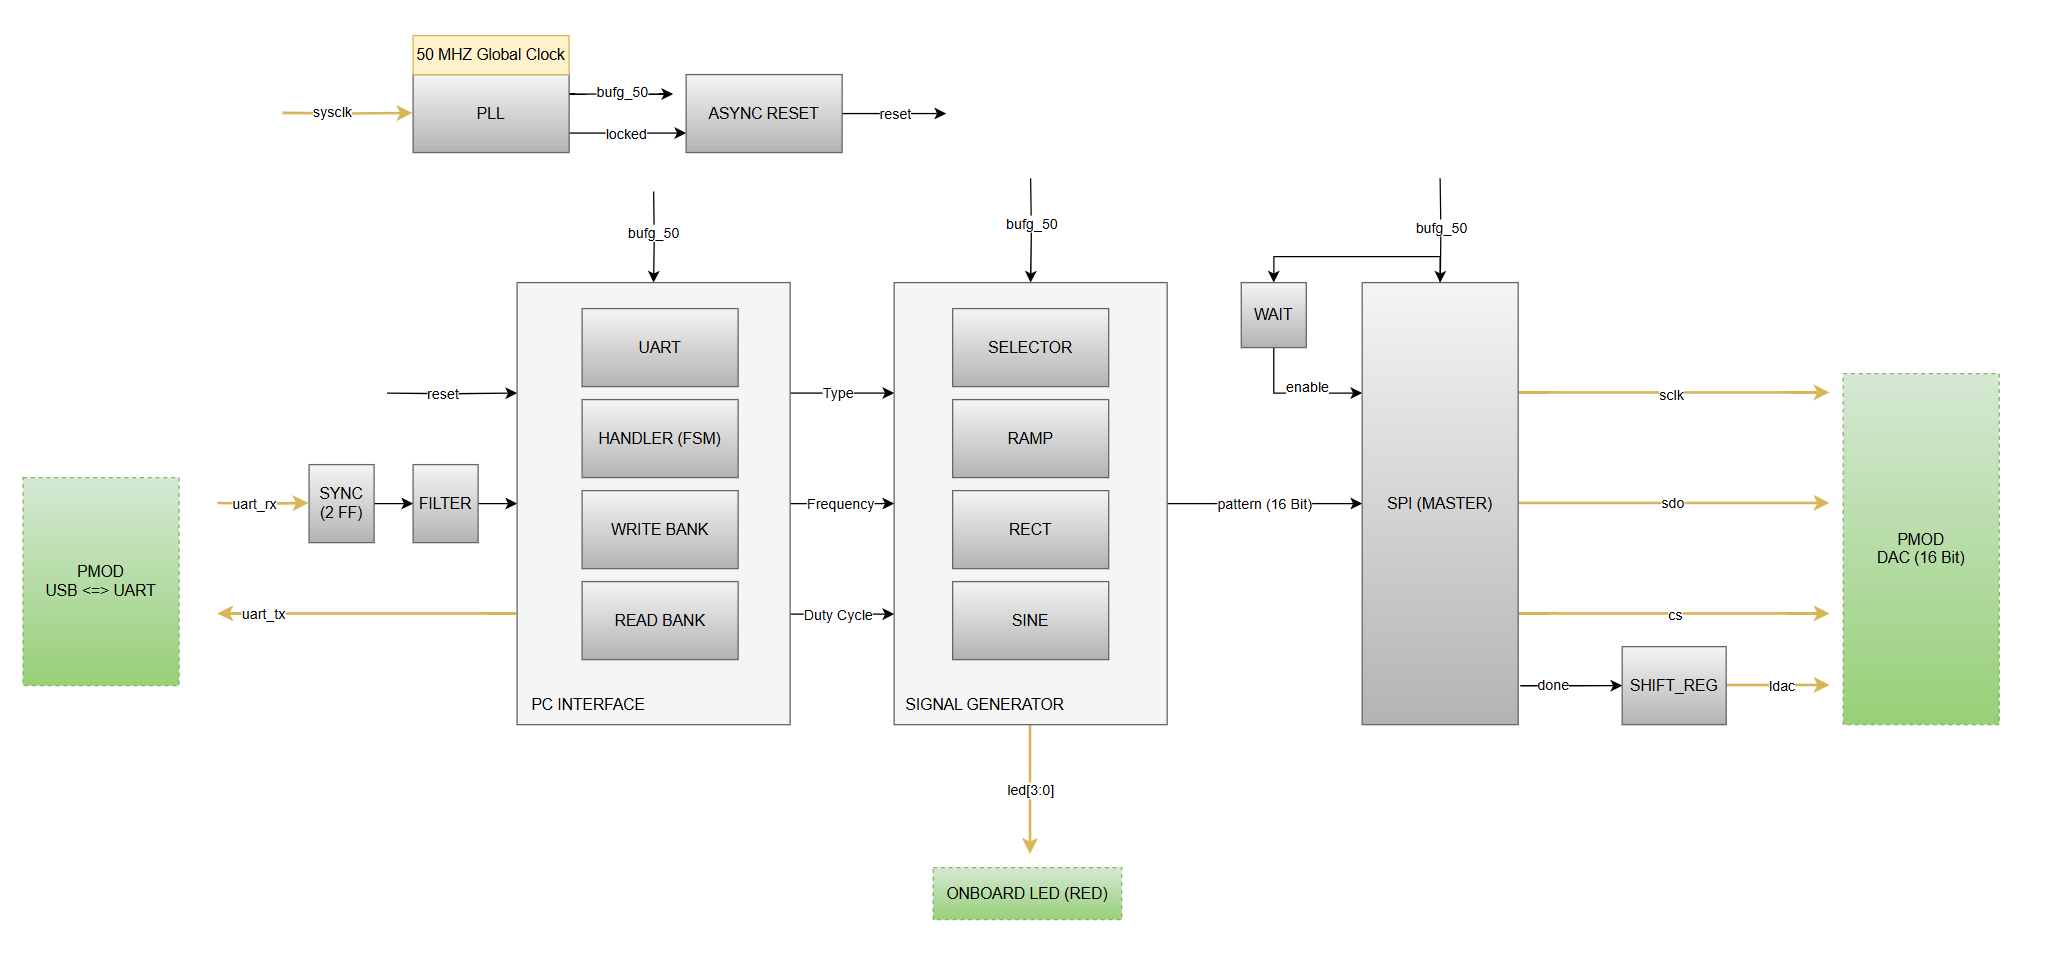 50 MHZ Global Clock
sysclk
PLL
bufg_50
locked
ASYNC RESET
reset
bufg_50
bufg_50
bufg_50
WAIT
enable
reset
uart_rx
SYNC
(2 FF)
FILTER
uart_tx
PMOD
USB <=> UART
UART
HANDLER (FSM)
WRITE BANK
READ BANK
PC INTERFACE
Type
Frequency
Duty Cycle
SELECTOR
RAMP
RECT
SINE
SIGNAL GENERATOR
pattern (16 Bit)
SPI (MASTER)
sclk
sdo
cs
done
SHIFT_REG
ldac
PMOD
DAC (16 Bit)
led[3:0]
ONBOARD LED (RED)